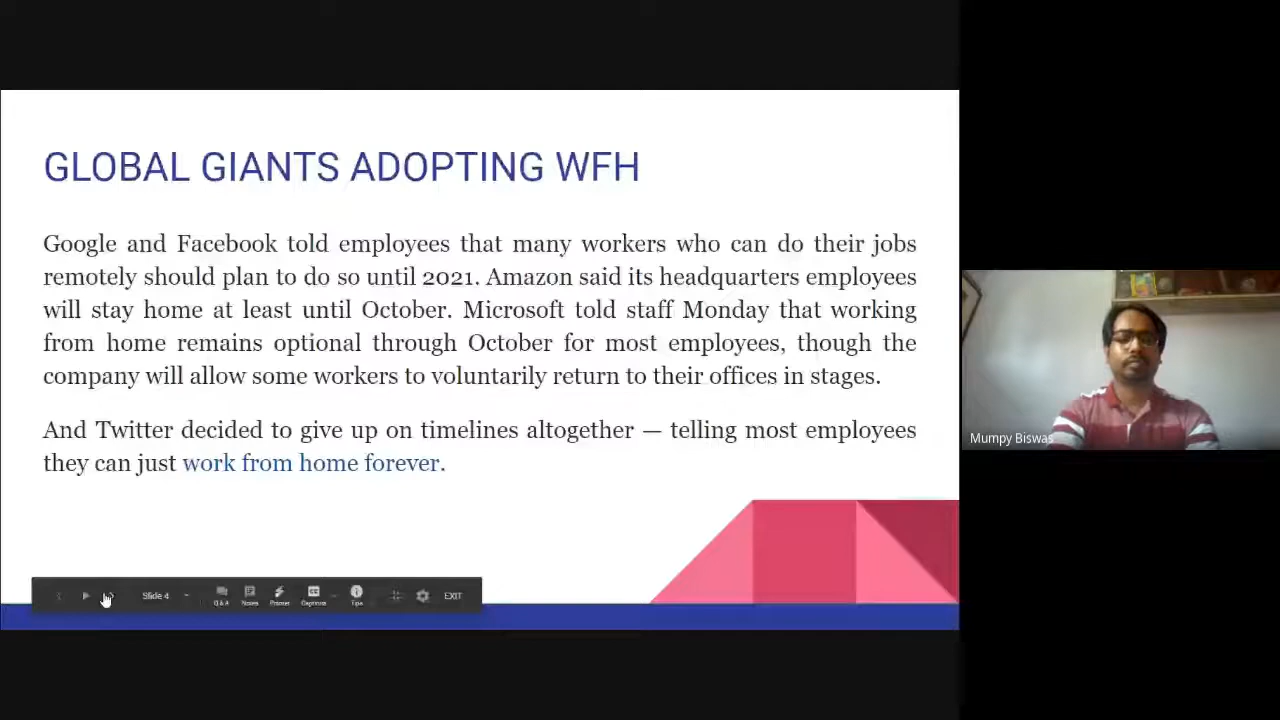 GLOBAL GIANTS ADOPTING WFH
Google and Facebook told employees that many workers who can do their jobs
remotely should plan to do so until 2021. Amazon said its headquarters employees
will stay home at least until October. Microsoft told staff Monday that working
from home remains optional through October for most employees, though the
company will allow some workers to voluntarily return to their offices in stages.
And Twitter decided to give up on timelines altogether — telling most employees
they can just work from home forever.
Mumpy Biswas
Slide 4
Q & A
Notes
Pointer
Captions
Tips
EXIT